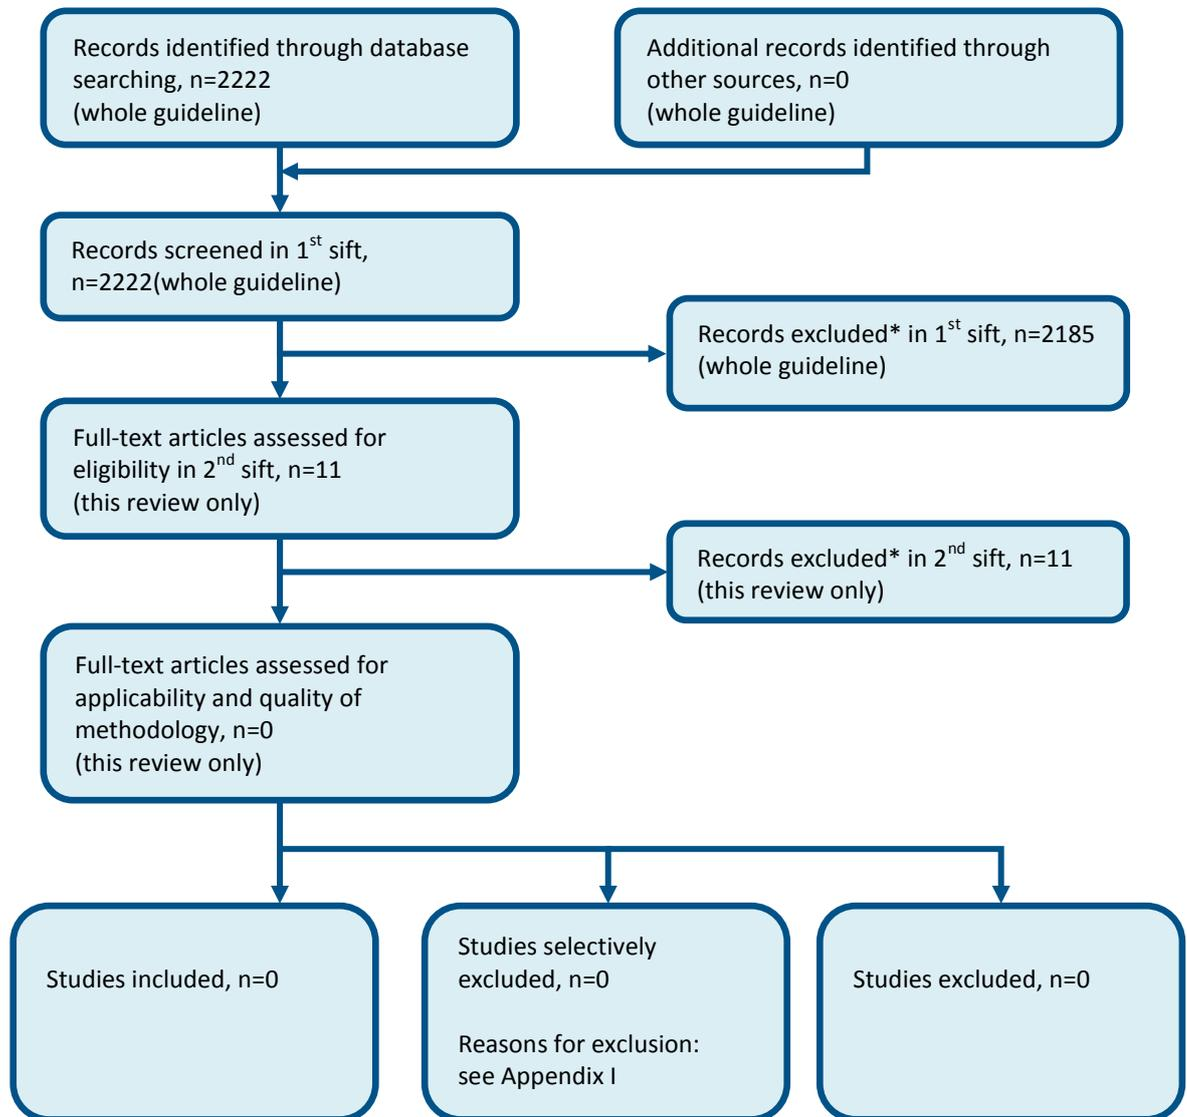 Records identified through database
searching, n=2222
(whole guideline)
Additional records identified through
other sources, n=0
(whole guideline)
Records screened in 1st sift,
n=2222(whole guideline)
Records excluded* in 1st sift, n=2185
(whole guideline)
Full-text articles assessed for
eligibility in 2nd sift, n=11
(this review only)
Records excluded* in 2nd sift, n=11
(this review only)
Full-text articles assessed for
applicability and quality of
methodology, n=0
(this review only)
Studies included, n=0
Studies selectively
excluded, n=0
Reasons for exclusion:
see Appendix I
Studies excluded, n=0